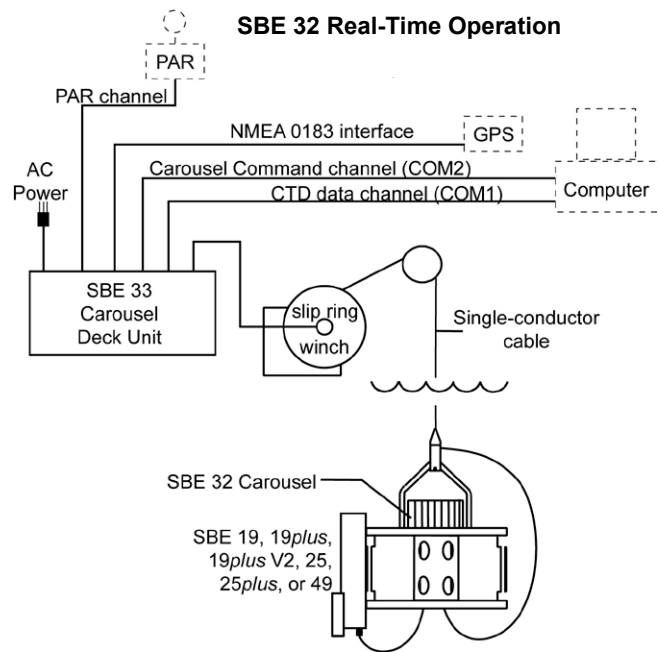 SBE 32 Real-Time Operation
PAR
PAR channel
NMEA 0183 interface
GPS
AC
Power
Carousel Command channel (COM2)
CTD data channel (COM1)
Computer
SBE 33
Carousel
Deck Unit
slip ring
winch
Single-conductor
cable
SBE 32 Carousel
SBE 19, 19plus,
19plus V2, 25,
25plus, or 49